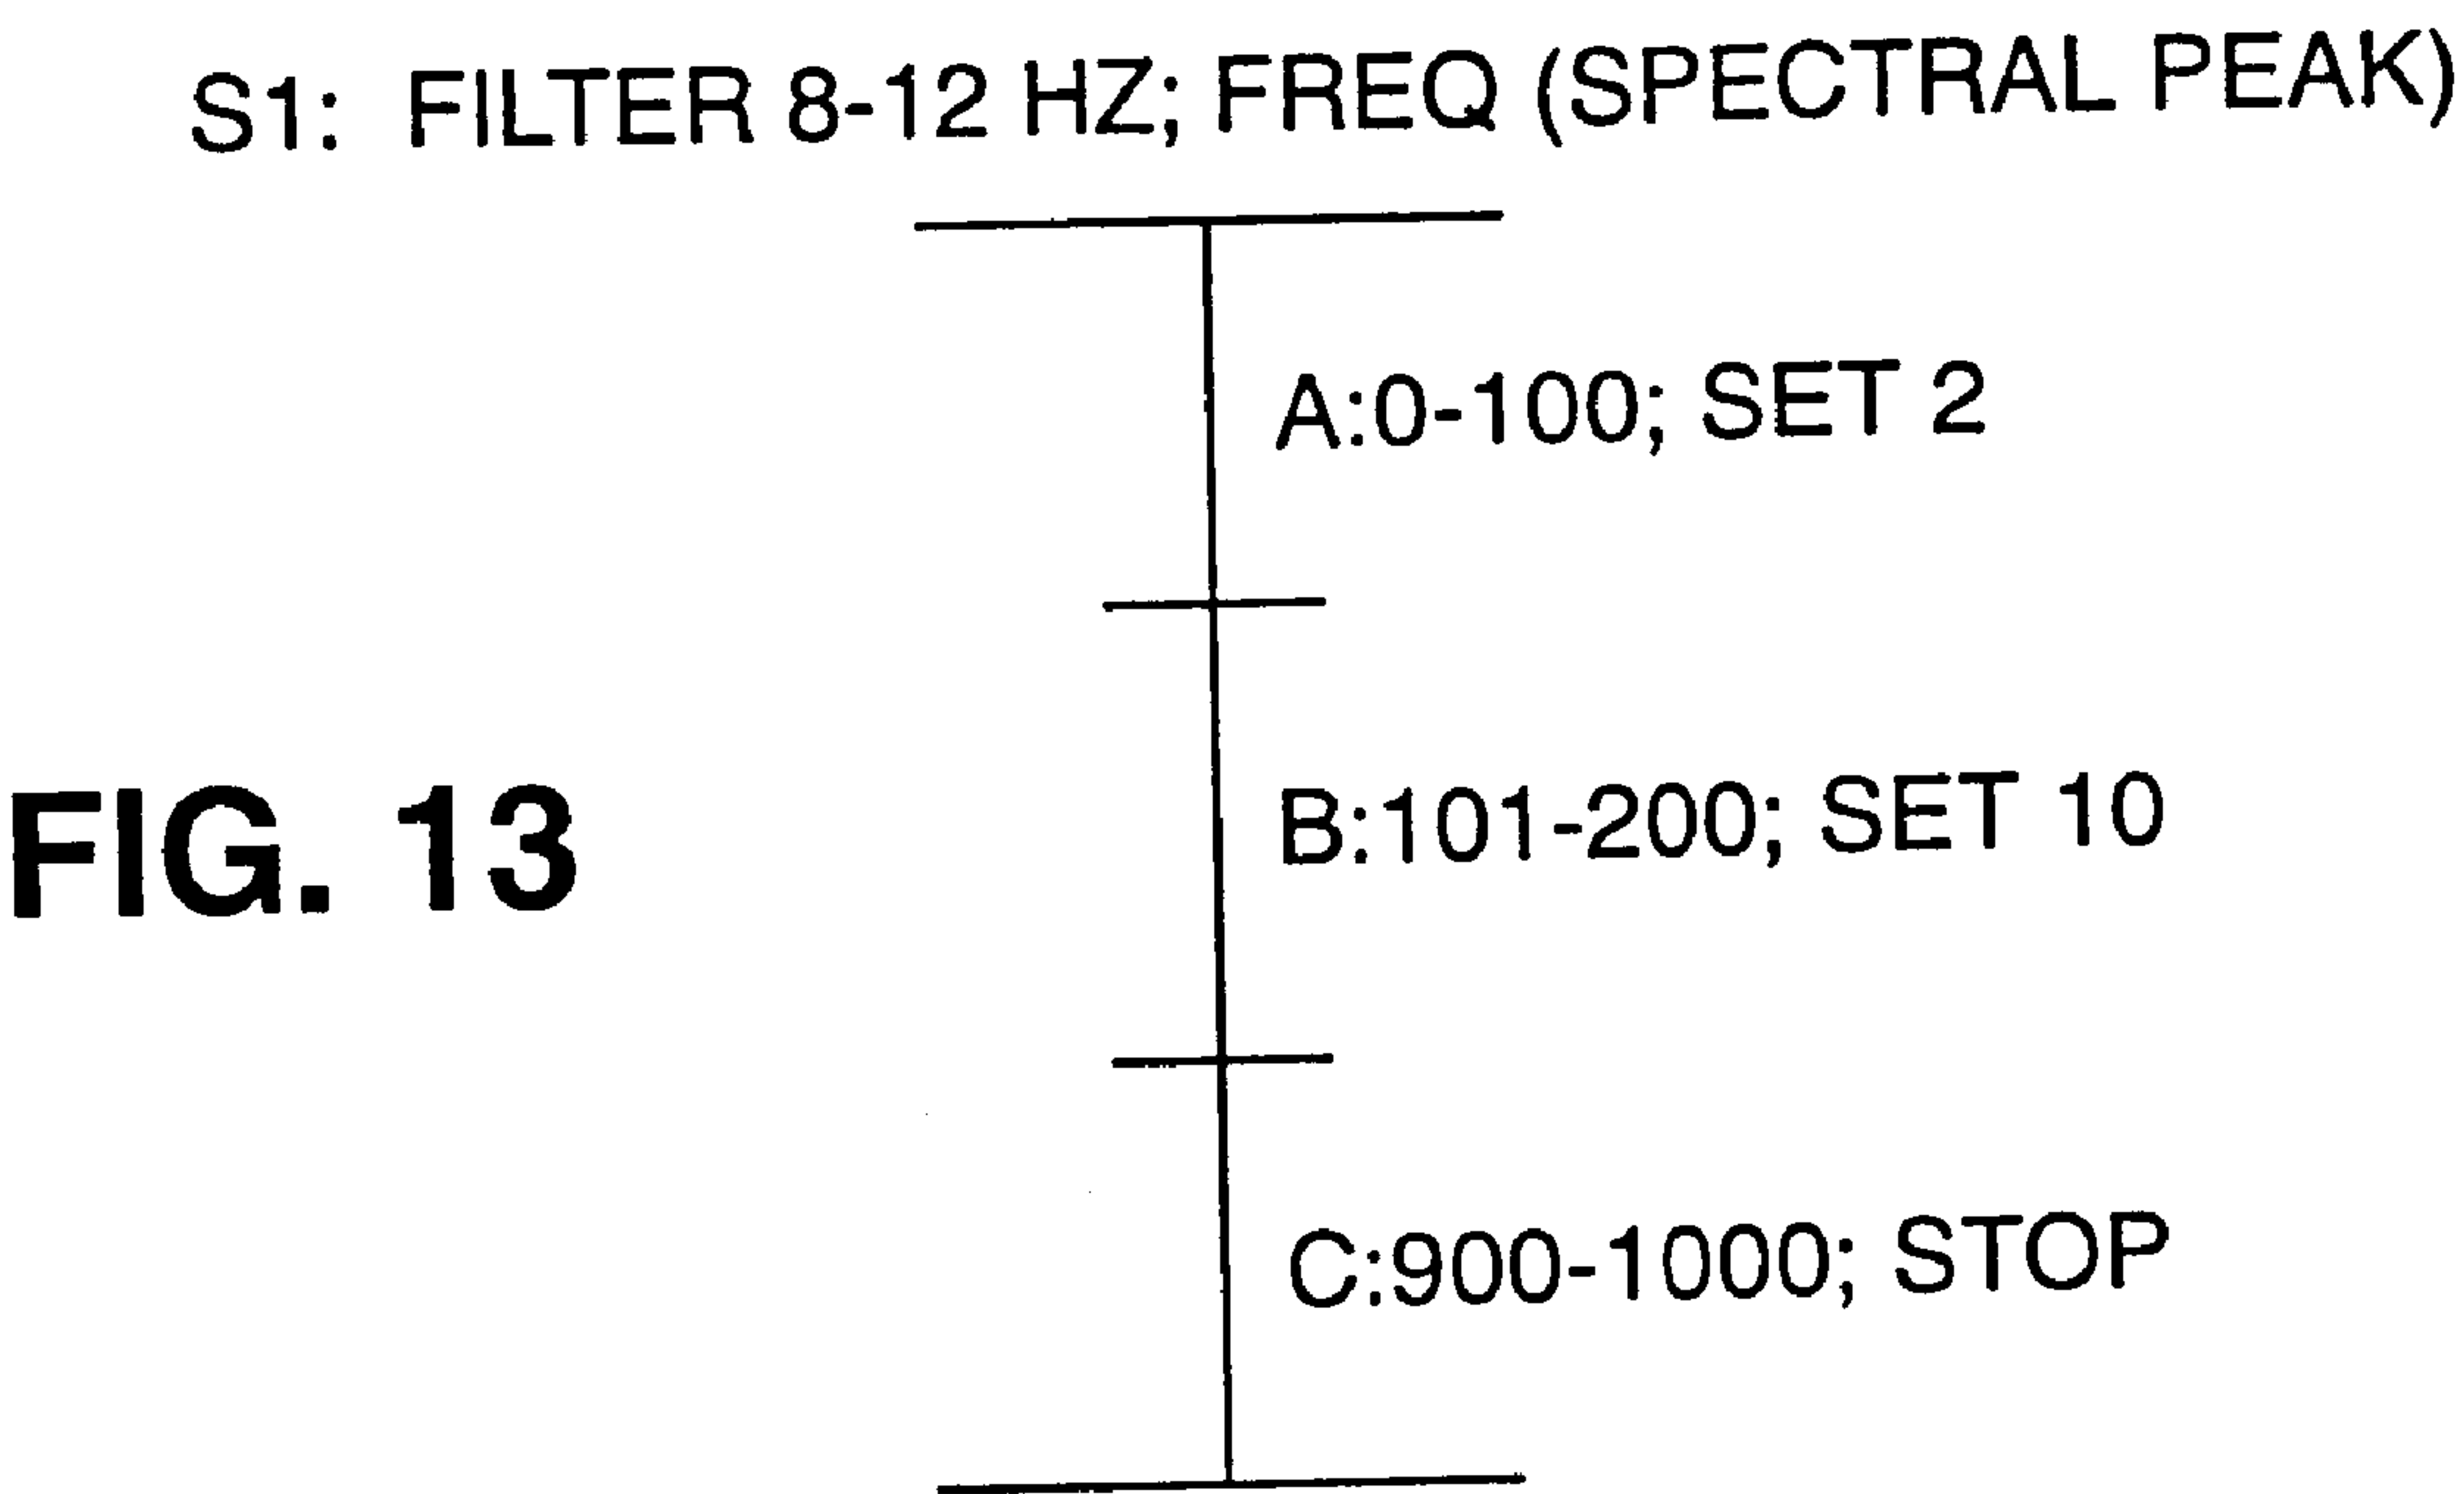 S1: FILTER 8-12 HZ; FREQ (SPECTRAL PEAK)
A:0-100; SET 2
FIG. 13
B:101-200; SET 10
C:900-1000; STOP